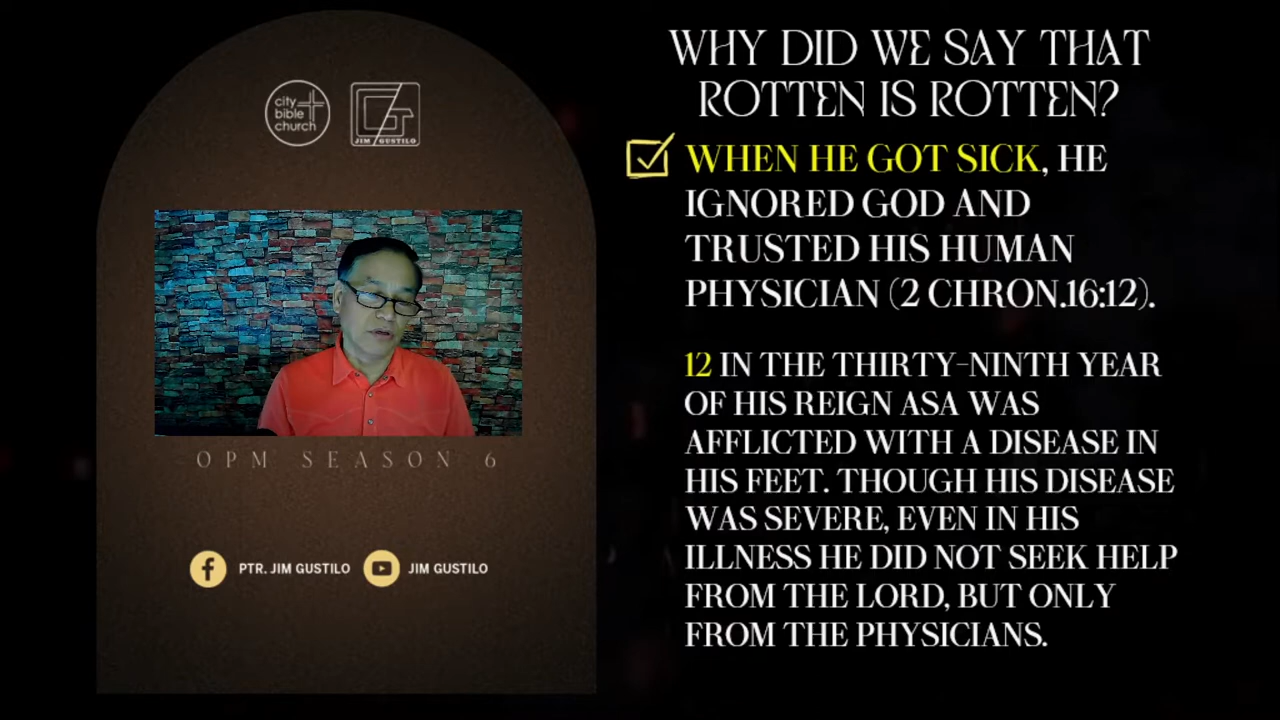 city
bible
church
JIM GUSTILO
OPM SEASON 6
PTR. JIM GUSTILO
JIM GUSTILO
WHY DID WE SAY THAT
ROTTEN IS ROTTEN?
WHEN HE GOT SICK, HE
IGNORED GOD AND
TRUSTED HIS HUMAN
PHYSICIAN (2 CHRON.16:12).
12 IN THE THIRTY-NINTH YEAR
OF HIS REIGN ASA WAS
AFFLICTED WITH A DISEASE IN
HIS FEET. THOUGH HIS DISEASE
WAS SEVERE, EVEN IN HIS
ILLNESS HE DID NOT SEEK HELP
FROM THE LORD, BUT ONLY
FROM THE PHYSICIANS.